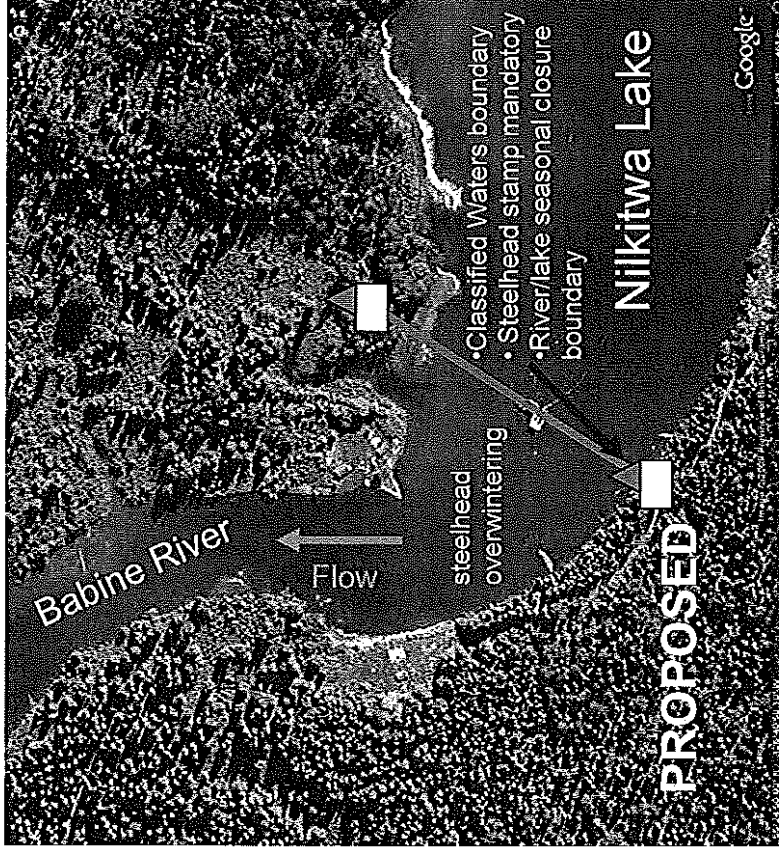 Babine River
Flow
steelhead
overwintering
•Classified Waters boundary
• Steelhead stamp mandatory
•River/lake seasonal closure
boundary
Nilkitwa Lake
PROPOSED
Google